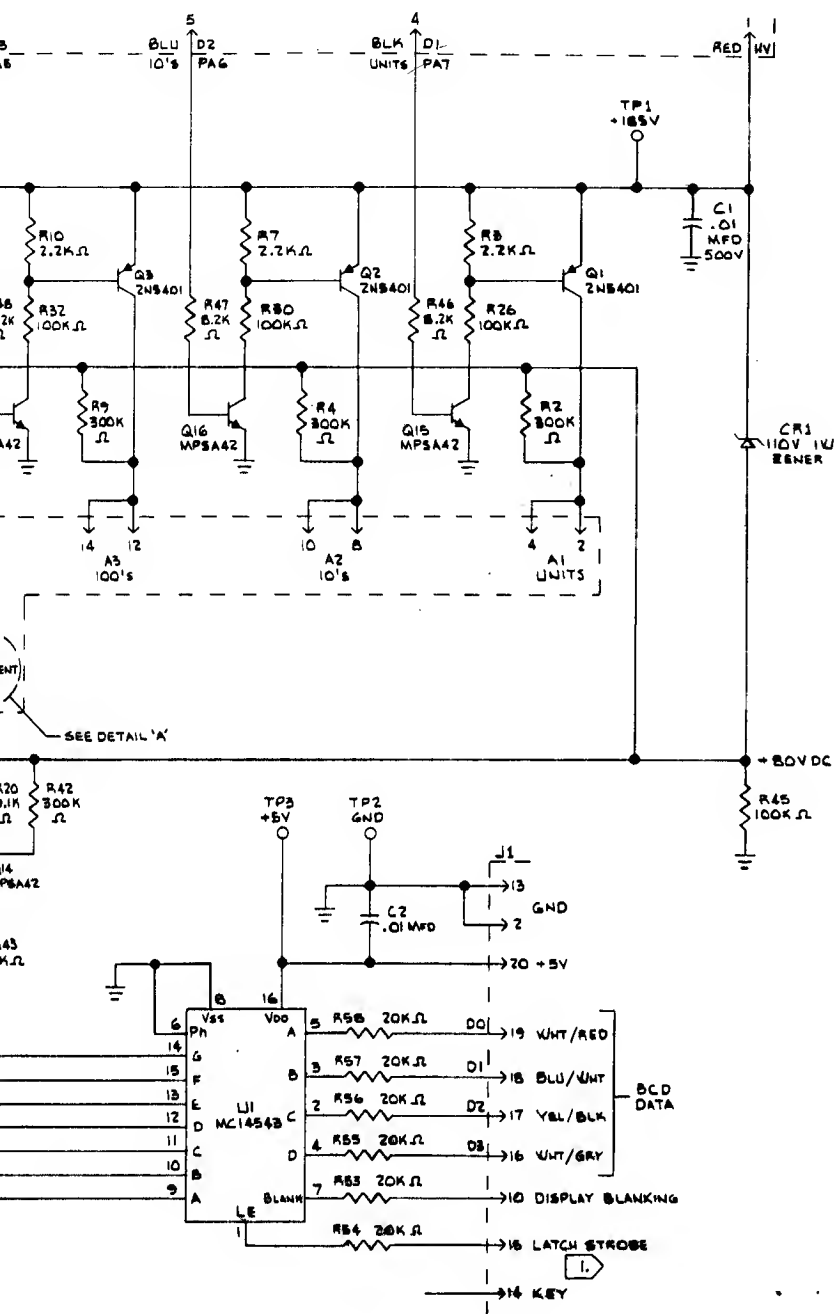 5
4
1
BLU D2
10'S PA6
BLK D1
UNITS PA7
RED HV
TP1
+185V
R10
2.2KΩ
R7
2.2KΩ
R3
2.2KΩ
C1
.01
MFD
500V
Q3
2N5401
Q2
2N5401
Q1
2N5401
R32
100KΩ
R47
8.2K
Ω
R30
100KΩ
R46
8.2K
Ω
R26
100KΩ
R9
300K
Ω
R4
300K
Ω
R2
300K
Ω
Q16
MPSA42
Q15
MPSA42
CR1
110V 1W
ZENER
14 12
10 8
4 2
A3
100'S
A2
10'S
A1
UNITS
SEE DETAIL 'A'
+80V DC
R42
300K
Ω
R45
100KΩ
TP3
+5V
TP2
GND
J1
13
GND
2
C2
.01 MFD
20 +5V
8 16
VSS VDD
6 Ph
A 5 R58 20KΩ D0 19 WHT/RED
14 G
B 3 R57 20KΩ D1 18 BLU/WHT
15 F
13 E
U1
MC14543
C 2 R56 20KΩ D2 17 YEL/BLK
BCD
DATA
12 D
D 4 R55 20KΩ D3 16 WHT/GRY
11 C
10 B
9 A
BLANK 7 R53 20KΩ 10 DISPLAY BLANKING
LE
1
R54 20KΩ 15 LATCH STROBE
1.
14 KEY